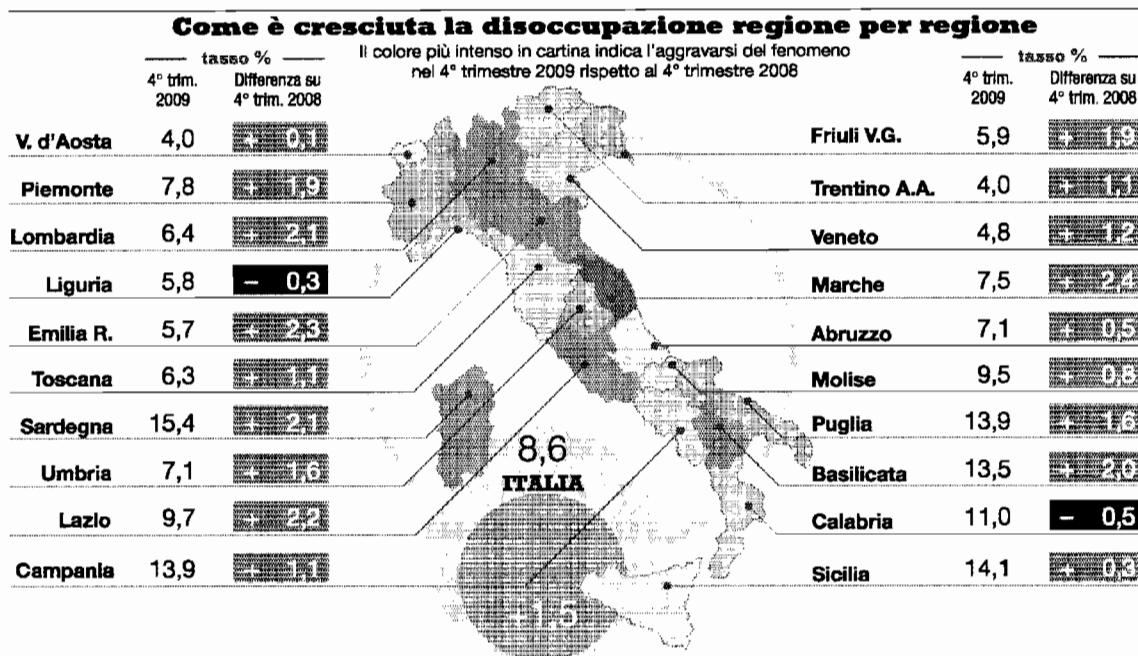 Come è cresciuta la disoccupazione regione per regione
Il colore più intenso in cartina indica l'aggravarsi del fenomeno
nel 4° trimestre 2009 rispetto al 4° trimestre 2008
tasso %
4° trim. 2009 Differenza su 4° trim. 2008
V. d'Aosta 4,0 + 0,1
Piemonte 7,8 + 1,9
Lombardia 6,4 + 2,1
Liguria 5,8 - 0,3
Emilia R. 5,7 + 2,3
Toscana 6,3 + 1,1
Sardegna 15,4 + 2,1
Umbria 7,1 + 1,6
Lazio 9,7 + 2,2
Campania 13,9 + 1,1
8,6
ITALIA
+1,5
tasso %
4° trim. 2009 Differenza su 4° trim. 2008
Friuli V.G. 5,9 + 1,9
Trentino A.A. 4,0 + 1,1
Veneto 4,8 + 1,2
Marche 7,5 + 2,4
Abruzzo 7,1 + 0,5
Molise 9,5 + 0,8
Puglia 13,9 + 1,6
Basilicata 13,5 + 2,0
Calabria 11,0 - 0,5
Sicilia 14,1 + 0,3